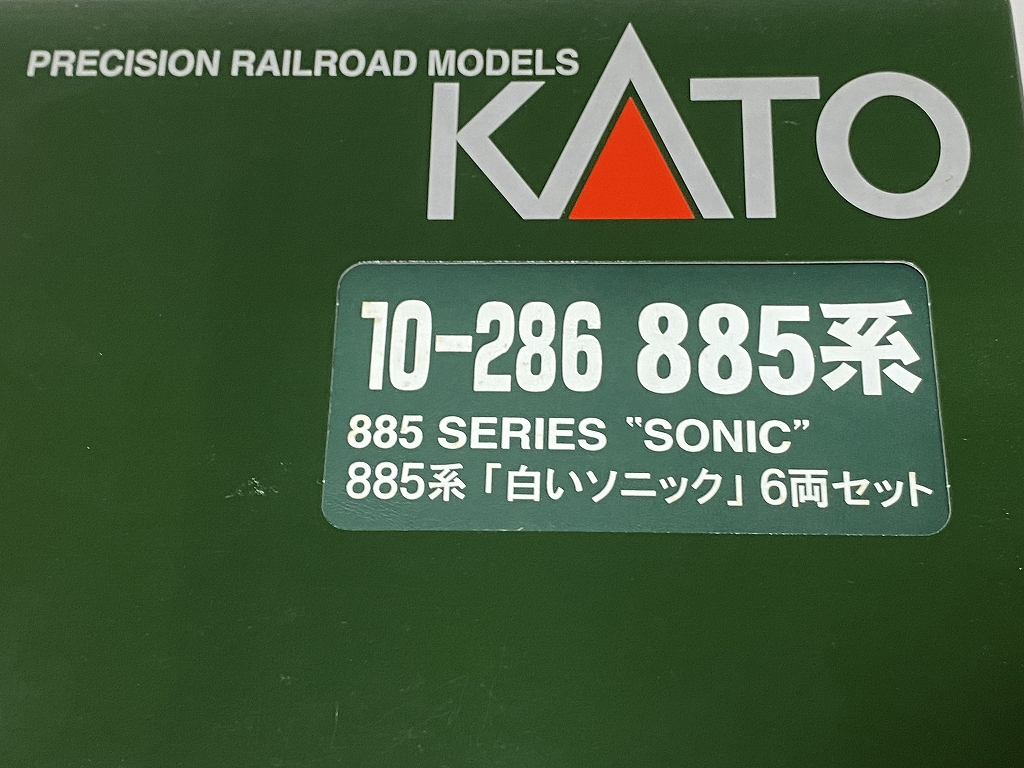 PRECISION RAILROAD MODELS
KATO
10-286 885系
885 SERIES "SONIC"
885系「白いソニック」6両セット